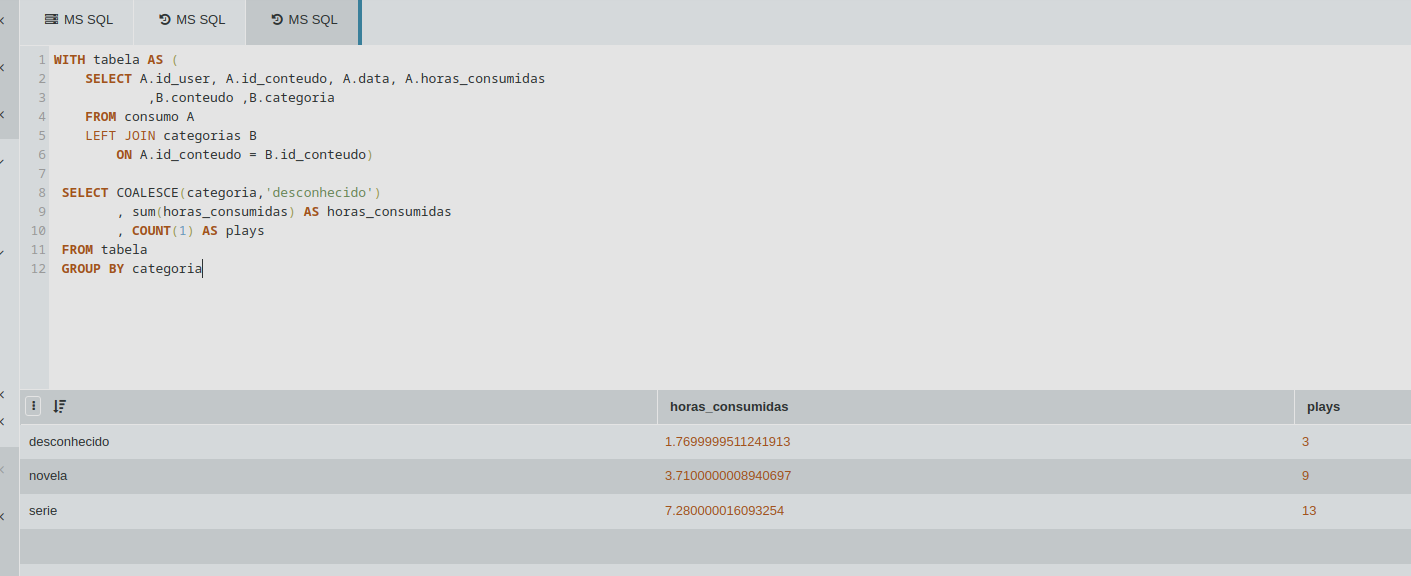 MS SQL MS SQL MS SQL
1 WITH tabela AS (
2 SELECT A.id_user, A.id_conteudo, A.data, A.horas_consumidas
3 ,B.conteudo ,B.categoria
4 FROM consumo A
5 LEFT JOIN categorias B
6 ON A.id_conteudo = B.id_conteudo)
7
8 SELECT COALESCE(categoria,'desconhecido')
9 , sum(horas_consumidas) AS horas_consumidas
10 , COUNT(1) AS plays
11 FROM tabela
12 GROUP BY categoria
horas_consumidas plays
desconhecido 1.7699999511241913 3
novela 3.7100000008940697 9
serie 7.280000016093254 13